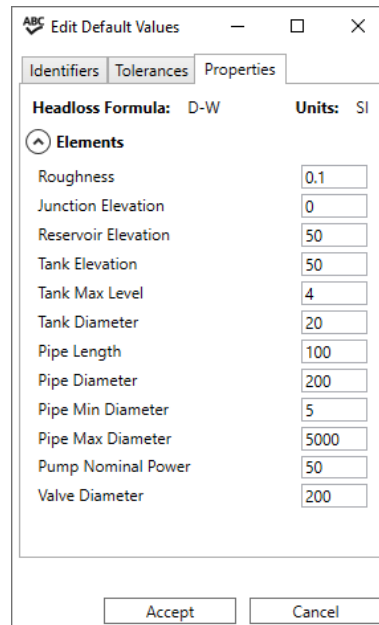 ABC Edit Default Values
Identifiers Tolerances Properties
Headloss Formula: D-W Units: SI
Elements
Roughness 0.1
Junction Elevation 0
Reservoir Elevation 50
Tank Elevation 50
Tank Max Level 4
Tank Diameter 20
Pipe Length 100
Pipe Diameter 200
Pipe Min Diameter 5
Pipe Max Diameter 5000
Pump Nominal Power 50
Valve Diameter 200
Accept Cancel